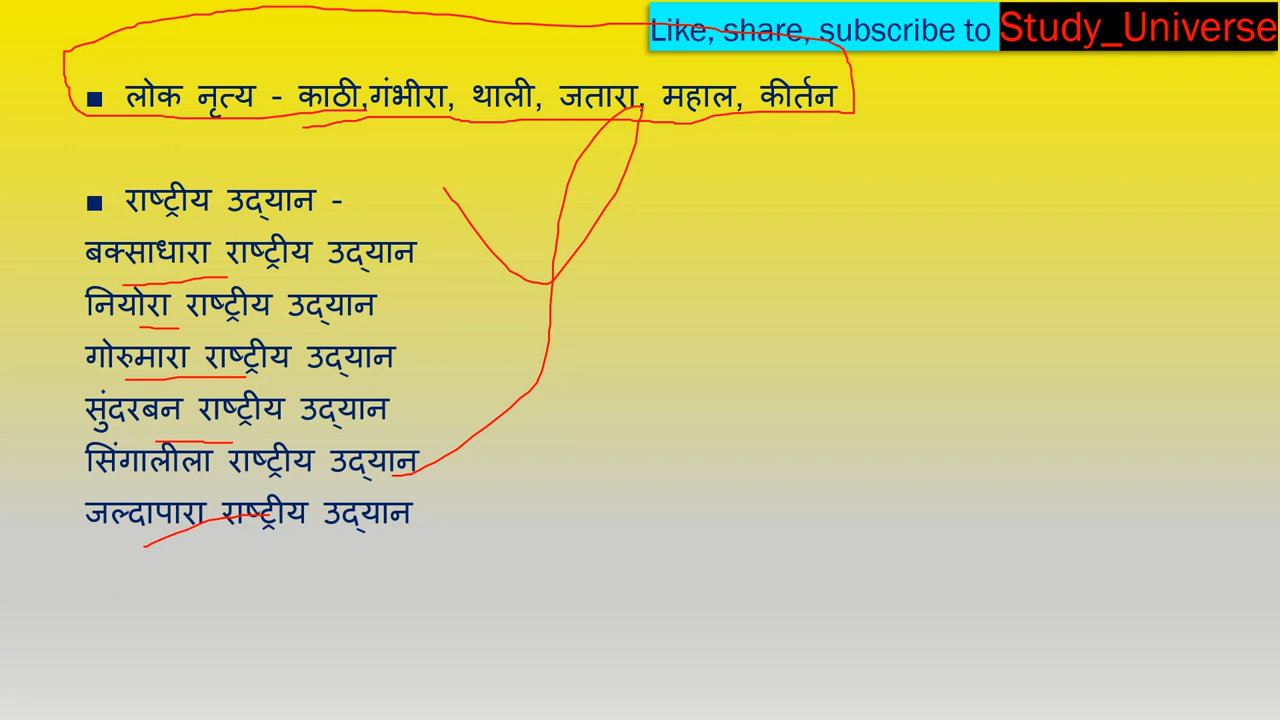 Like, share, subscribe to Study_Universe
▪ लोक नृत्य - काठी,गंभीरा, थाली, जतारा, महाल, कीर्तन
▪ राष्ट्रीय उद्यान -
बक्साधारा राष्ट्रीय उद्यान
नियोरा राष्ट्रीय उद्यान
गोरुमारा राष्ट्रीय उद्यान
सुंदरबन राष्ट्रीय उद्यान
सिंगालीला राष्ट्रीय उद्यान
जल्दापारा राष्ट्रीय उद्यान